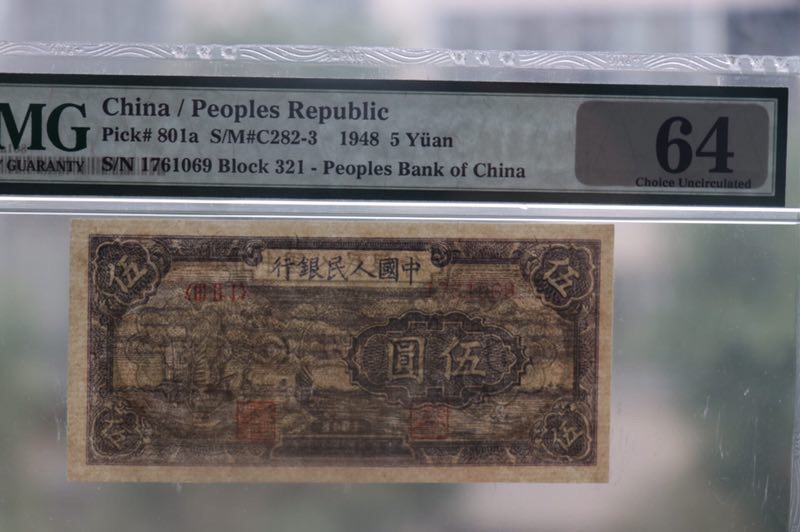 MG
GUARANTY
China / Peoples Republic
Pick# 801a S/M#C282-3 1948 5 Yüan
S/N 1761069 Block 321 - Peoples Bank of China
64
Choice Uncirculated
行銀民人國中
伍
伍
圓伍
伍
伍